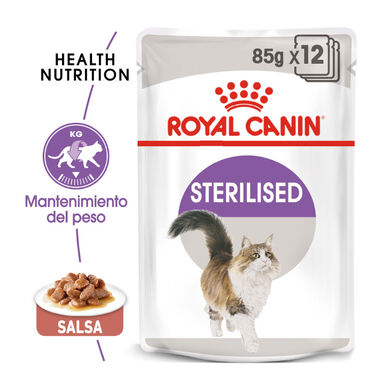 HEALTH
NUTRITION
KG
Mantenimiento
del peso
SALSA
85g x12
ROYAL CANIN
STERILISED